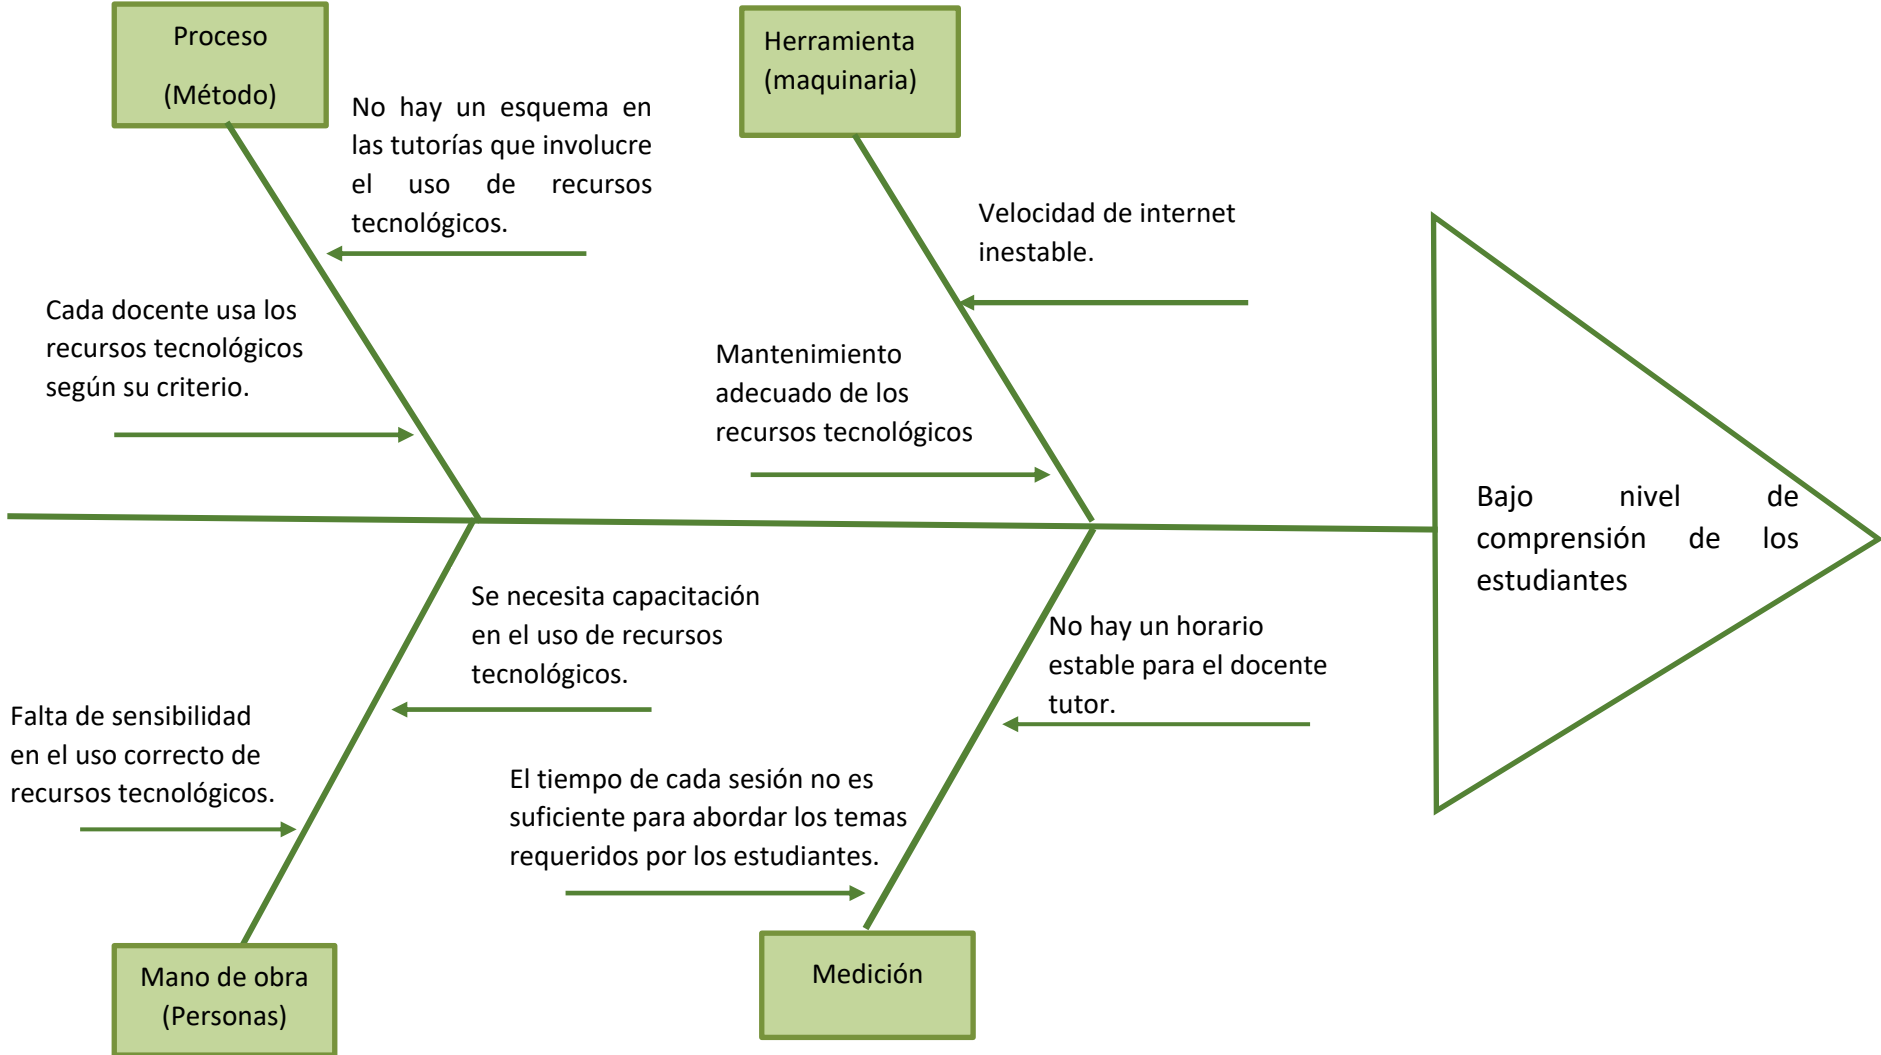 Proceso
(Método)
No hay un esquema en
las tutorías que involucre
el uso de recursos
tecnológicos.
Cada docente usa los
recursos tecnológicos
según su criterio.
Herramienta
(maquinaria)
Velocidad de internet
inestable.
Mantenimiento
adecuado de los
recursos tecnológicos
Bajo nivel de
comprensión de los
estudiantes
Se necesita capacitación
en el uso de recursos
tecnológicos.
Falta de sensibilidad
en el uso correcto de
recursos tecnológicos.
Mano de obra
(Personas)
No hay un horario
estable para el docente
tutor.
El tiempo de cada sesión no es
suficiente para abordar los temas
requeridos por los estudiantes.
Medición